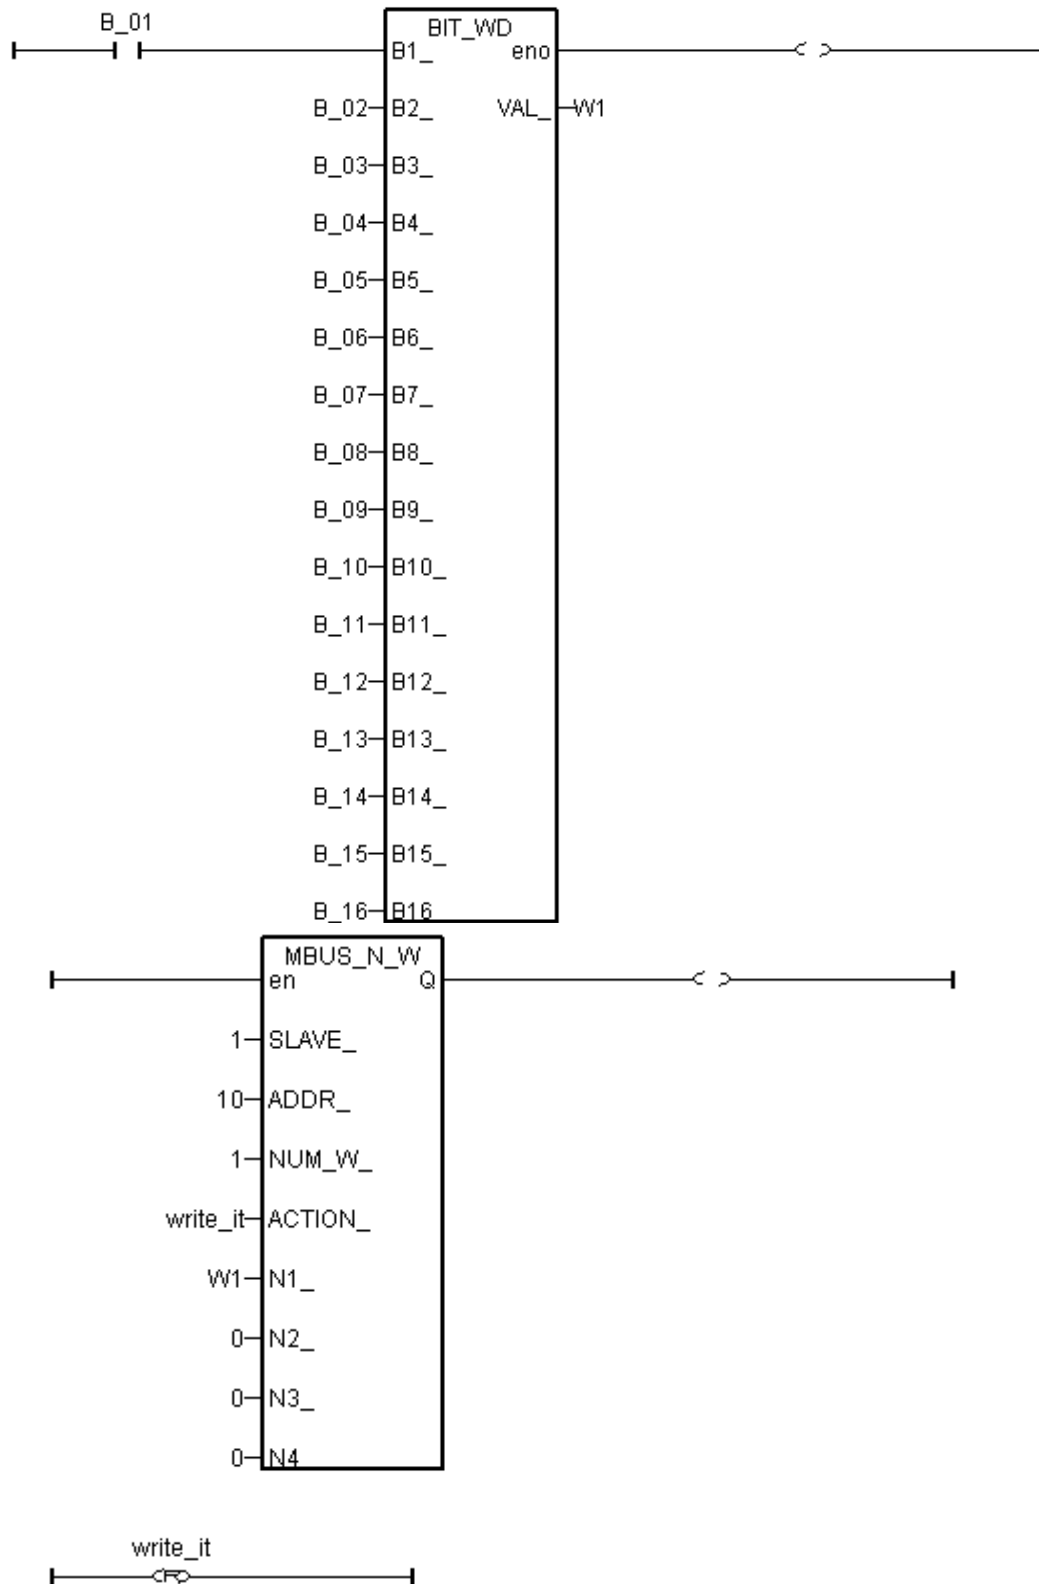 B_01
BIT_WD
B1_ eno
B_02 B2_ VAL_ W1
B_03 B3_
B_04 B4_
B_05 B5_
B_06 B6_
B_07 B7_
B_08 B8_
B_09 B9_
B_10 B10_
B_11 B11_
B_12 B12_
B_13 B13_
B_14 B14_
B_15 B15_
B_16 B16
MBUS_N_W
en Q
1 SLAVE_
10 ADDR_
1 NUM_W_
write_it ACTION_
W1 N1_
0 N2_
0 N3_
0 N4
write_it
R